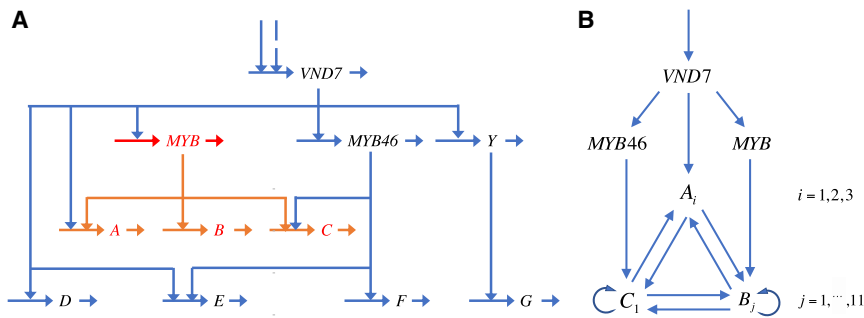 A
VND7
MYB MYB46 Y
A B C
D E F G
B
VND7
MYB46 MYB
A_i i = 1,2,3
C_1 B_j j = 1,⋯,11